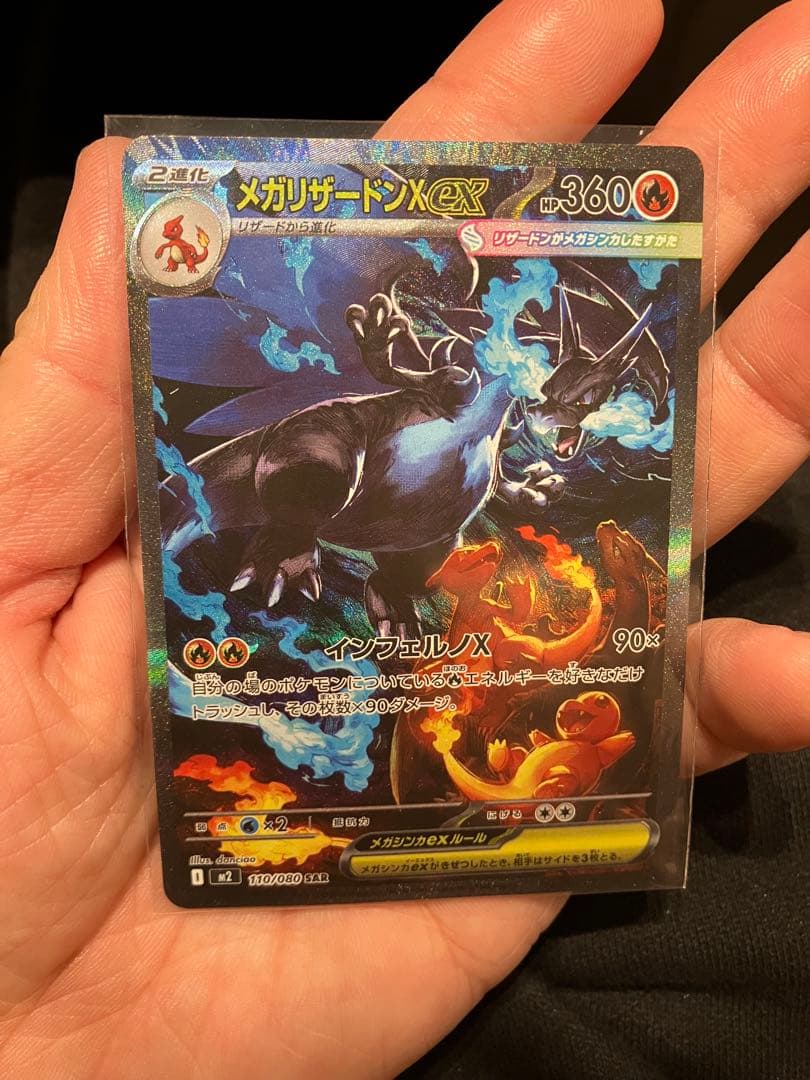 2進化
メガリザードンXex HP360
リザードから進化
リザードンがメガシンカしたすがた
インフェルノX 90×
自分の場のポケモンについている エネルギーを好きなだけ
トラッシュし、その枚数×90ダメージ。
弱点 ×2 抵抗力 にげる
メガシンカexルール
メガシンカexがきぜつしたとき、相手はサイドを3枚とる。
Illus. danciao
I M2 110/080 SAR